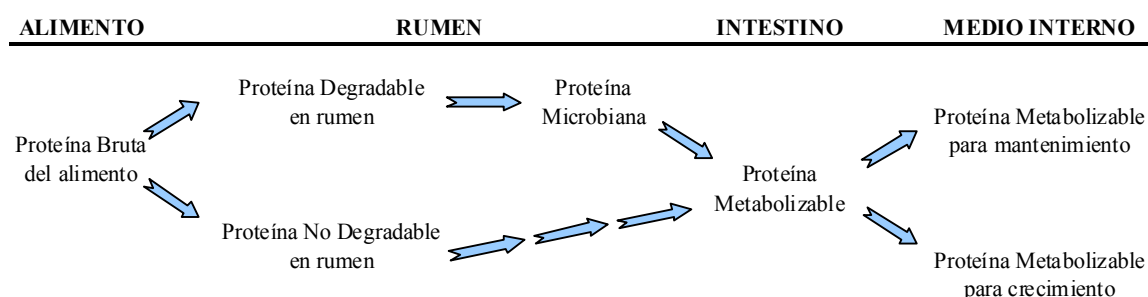 ALIMENTO RUMEN INTESTINO MEDIO INTERNO
Proteína Bruta
del alimento
Proteína Degradable
en rumen
Proteína No Degradable
en rumen
Proteína
Microbiana
Proteína
Metabolizable
Proteína Metabolizable
para mantenimiento
Proteína Metabolizable
para crecimiento